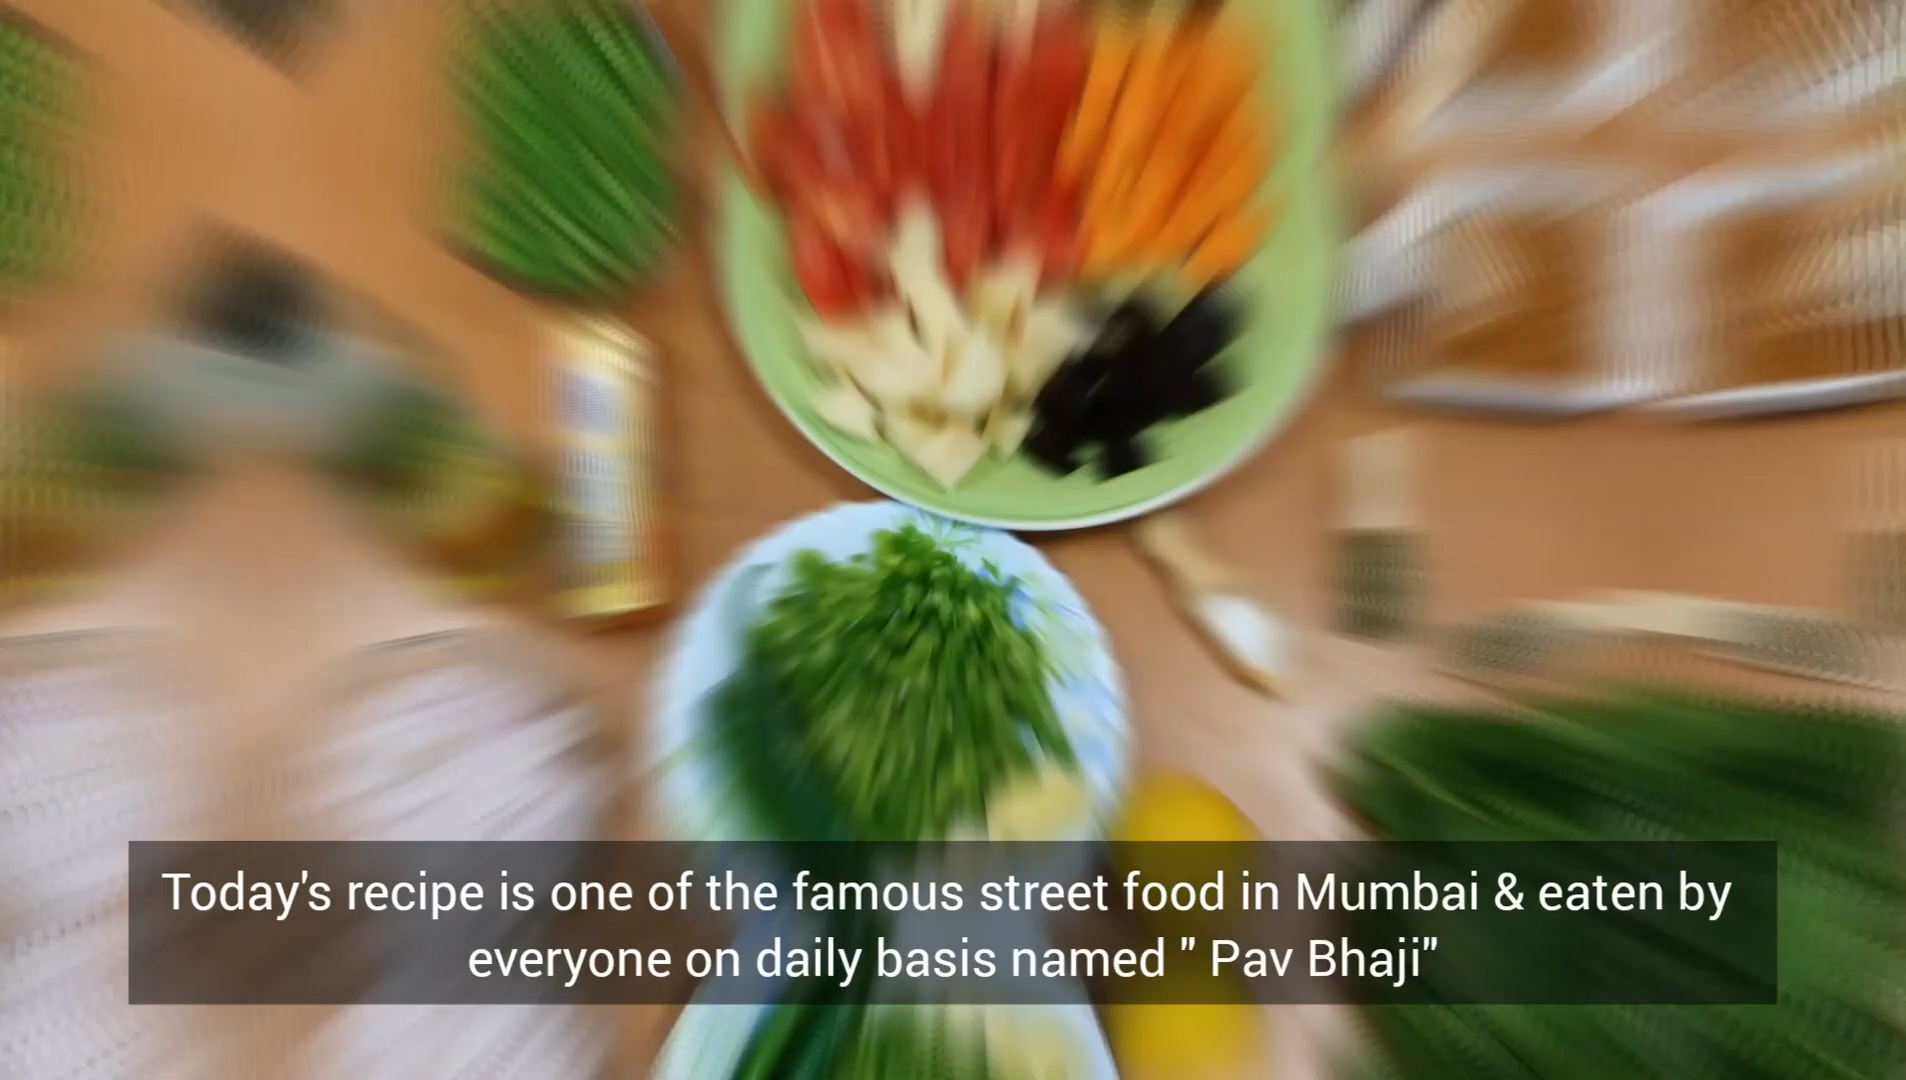 Today's recipe is one of the famous street food in Mumbai & eaten by
everyone on daily basis named " Pav Bhaji"